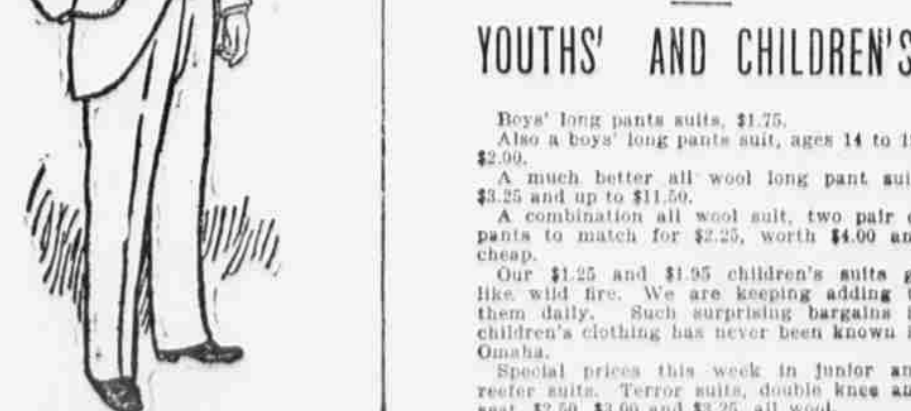 YOUTHS' AND CHILDREN'S
Boys' long pants suits, $1.75.
Also a boys' long pants suit, ages 14 to
$2.00.
A much better all wool long pant
$3.25 and up to $11.50.
A combination all wool suit, two pair
pants to match for $2.25, worth $4.00
cheap.
Our $1.25 and $1.95 children's suits
like wild fire. We are keeping adding
them daily. Such surprising bargains
children's clothing has never been known
Omaha.
Special prices this week in junior
reefer suits. Terror suits, double knee
seat, $2.50, $3.00 and $3.25, all wool